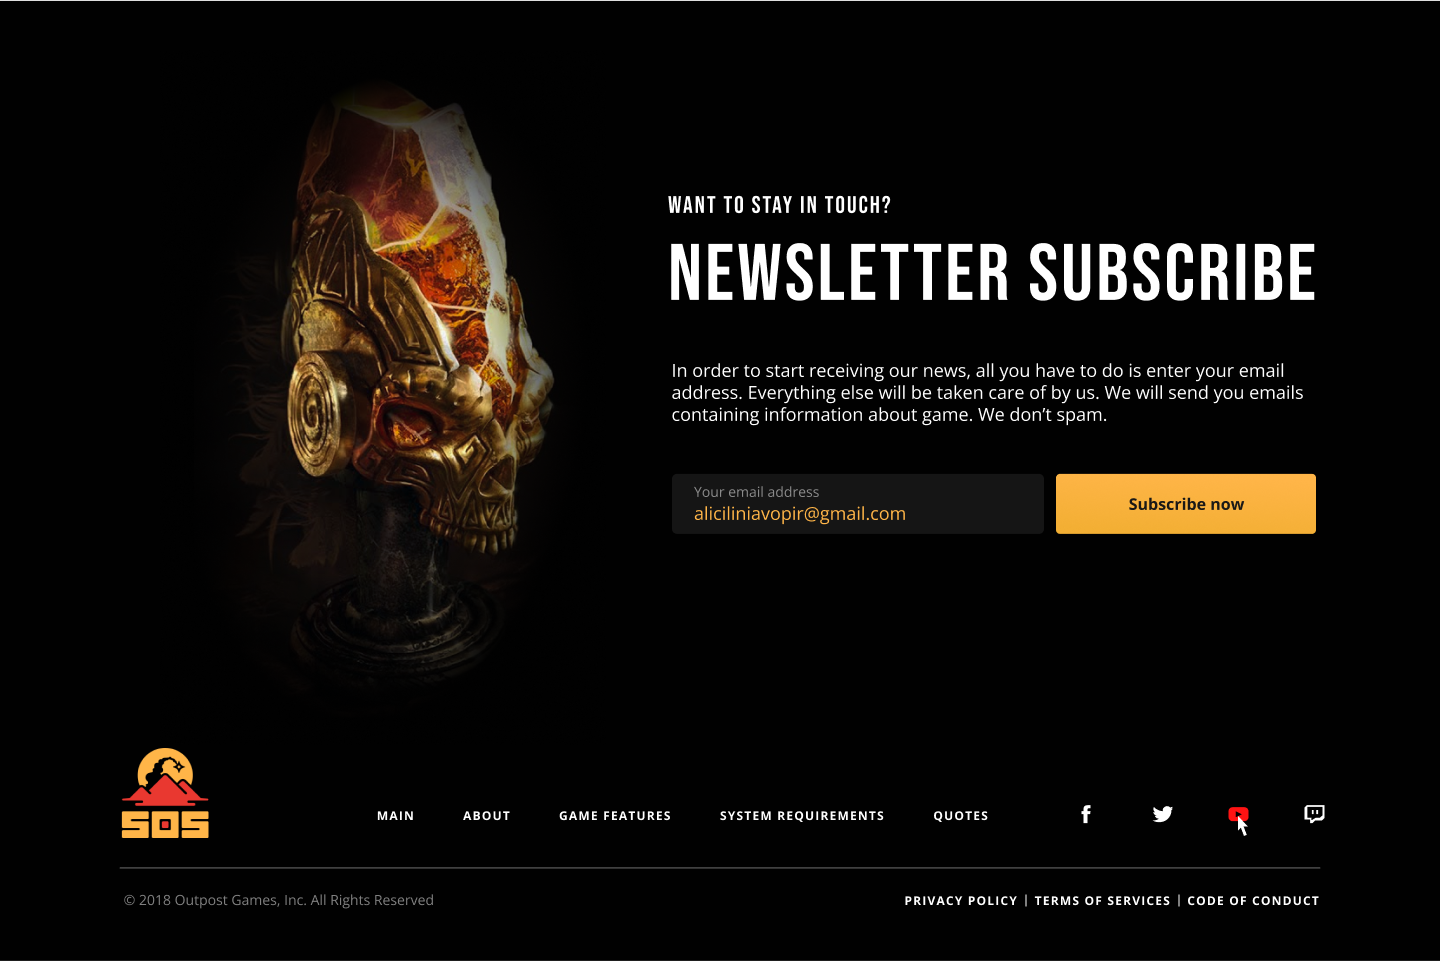 WANT TO STAY IN TOUCH?
NEWSLETTER SUBSCRIBE
In order to start receiving our news, all you have to do is enter your email
address. Everything else will be taken care of by us. We will send you emails
containing information about game. We don't spam.
Your email address
aliciliniavopir@gmail.com
Subscribe now
SOS
MAIN ABOUT GAME FEATURES SYSTEM REQUIREMENTS QUOTES
© 2018 Outpost Games, Inc. All Rights Reserved
PRIVACY POLICY | TERMS OF SERVICES | CODE OF CONDUCT